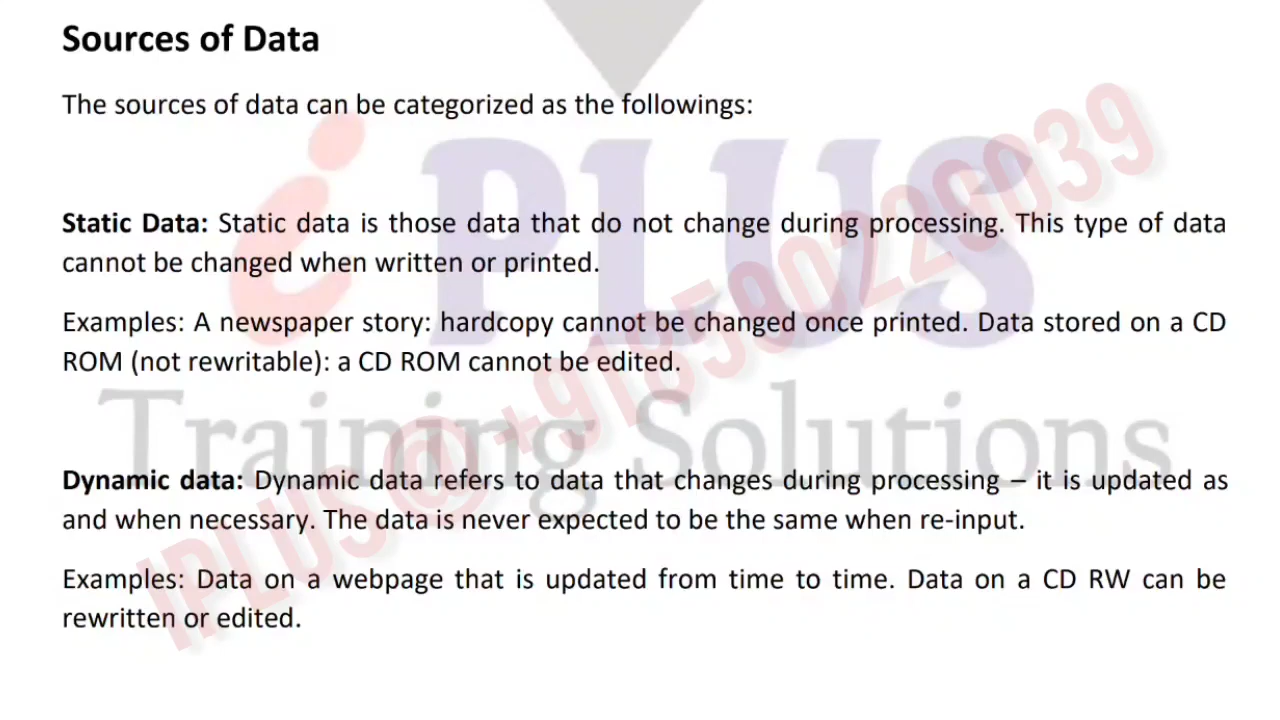 Sources of Data
The sources of data can be categorized as the followings:
Static Data: Static data is those data that do not change during processing. This type of data
cannot be changed when written or printed.
Examples: A newspaper story: hardcopy cannot be changed once printed. Data stored on a CD
ROM (not rewritable): a CD ROM cannot be edited.
Dynamic data: Dynamic data refers to data that changes during processing – it is updated as
and when necessary. The data is never expected to be the same when re-input.
Examples: Data on a webpage that is updated from time to time. Data on a CD RW can be
rewritten or edited.
iPLUS
Training Solutions
IPLUS@+918590226039